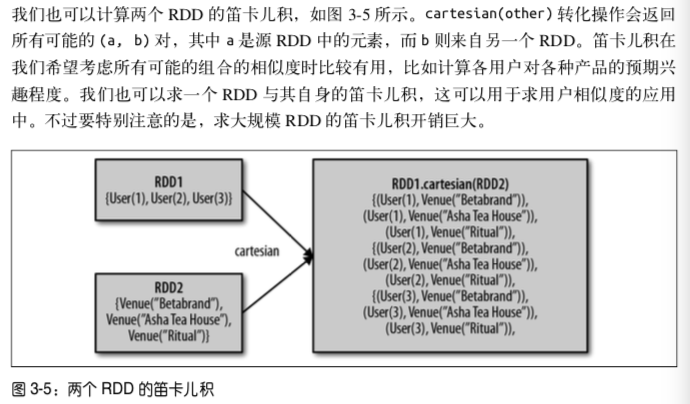 我们也可以计算两个 RDD 的笛卡儿积，如图 3-5 所示。cartesian(other) 转化操作会返回
所有可能的 (a, b) 对，其中 a 是源 RDD 中的元素，而 b 则来自另一个 RDD。笛卡儿积在
我们希望考虑所有可能的组合的相似度时比较有用，比如计算各用户对各种产品的预期兴
趣程度。我们也可以求一个 RDD 与其自身的笛卡儿积，这可以用于求用户相似度的应用
中。不过要特别注意的是，求大规模 RDD 的笛卡儿积开销巨大。
RDD1
{User(1), User(2), User(3)}
cartesian
RDD2
{Venue("Betabrand"),
Venue("Asha Tea House"),
Venue("Ritual")}
RDD1.cartesian(RDD2)
{(User(1), Venue("Betabrand")),
(User(1), Venue("Asha Tea House")),
(User(1), Venue("Ritual")),
{(User(2), Venue("Betabrand")),
(User(2), Venue("Asha Tea House")),
(User(2), Venue("Ritual")),
{(User(3), Venue("Betabrand")),
(User(3), Venue("Asha Tea House")),
(User(3), Venue("Ritual")),
图 3-5：两个 RDD 的笛卡儿积